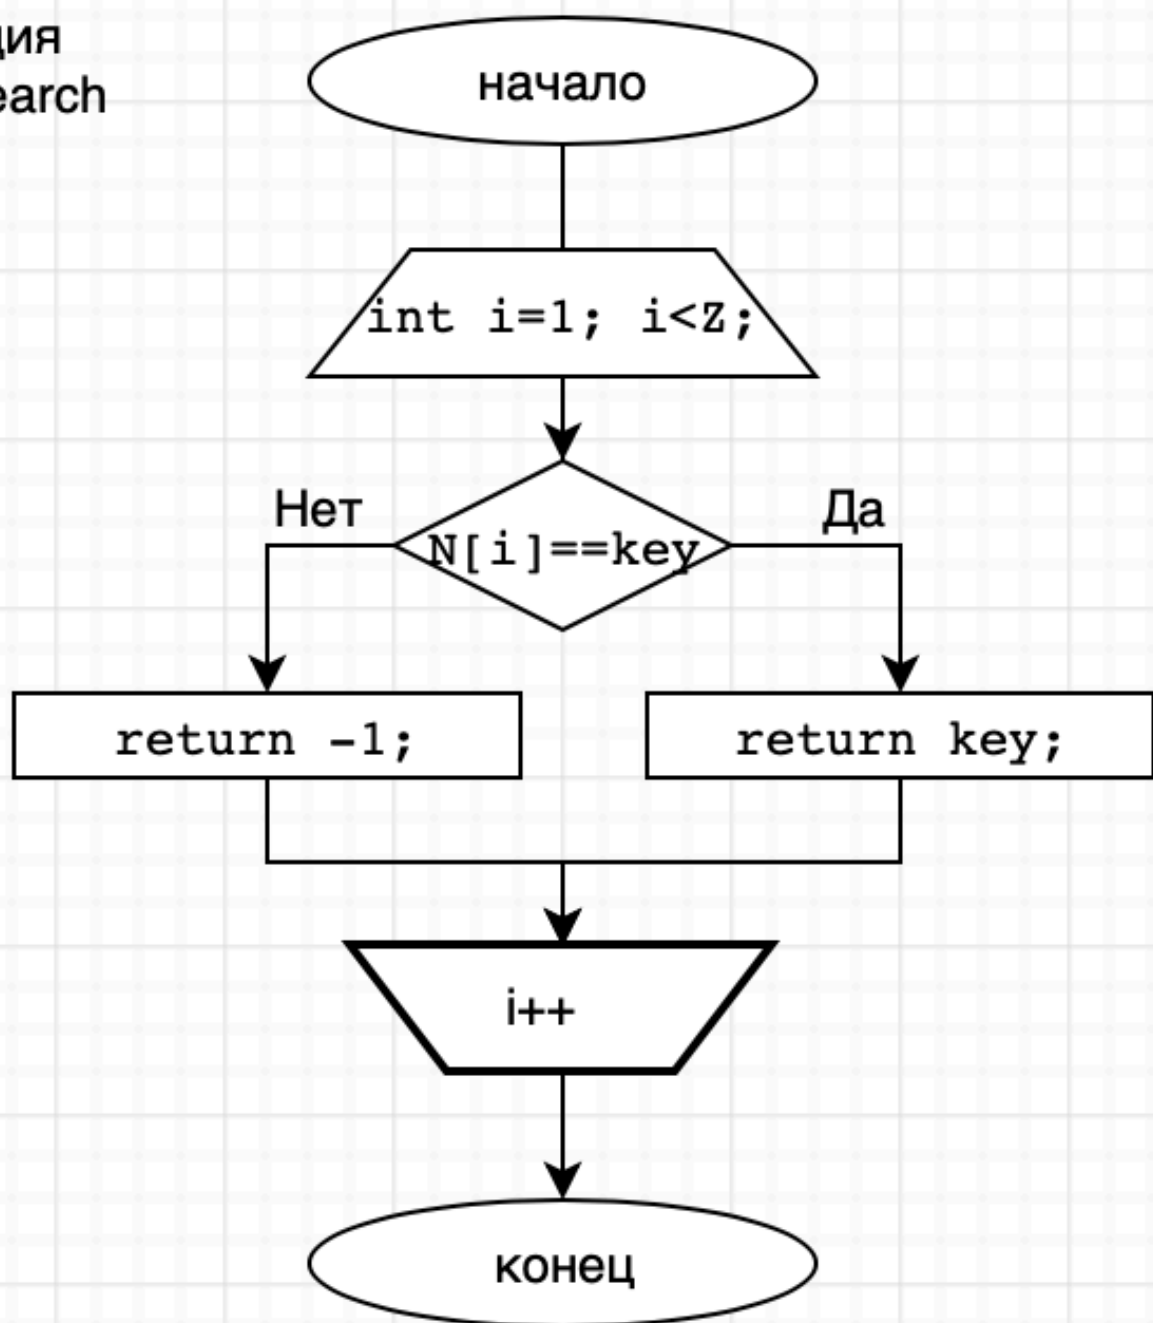 начало
int i=1; i<Z;
Нет
Да
N[i]==key
return -1;
return key;
i++
конец